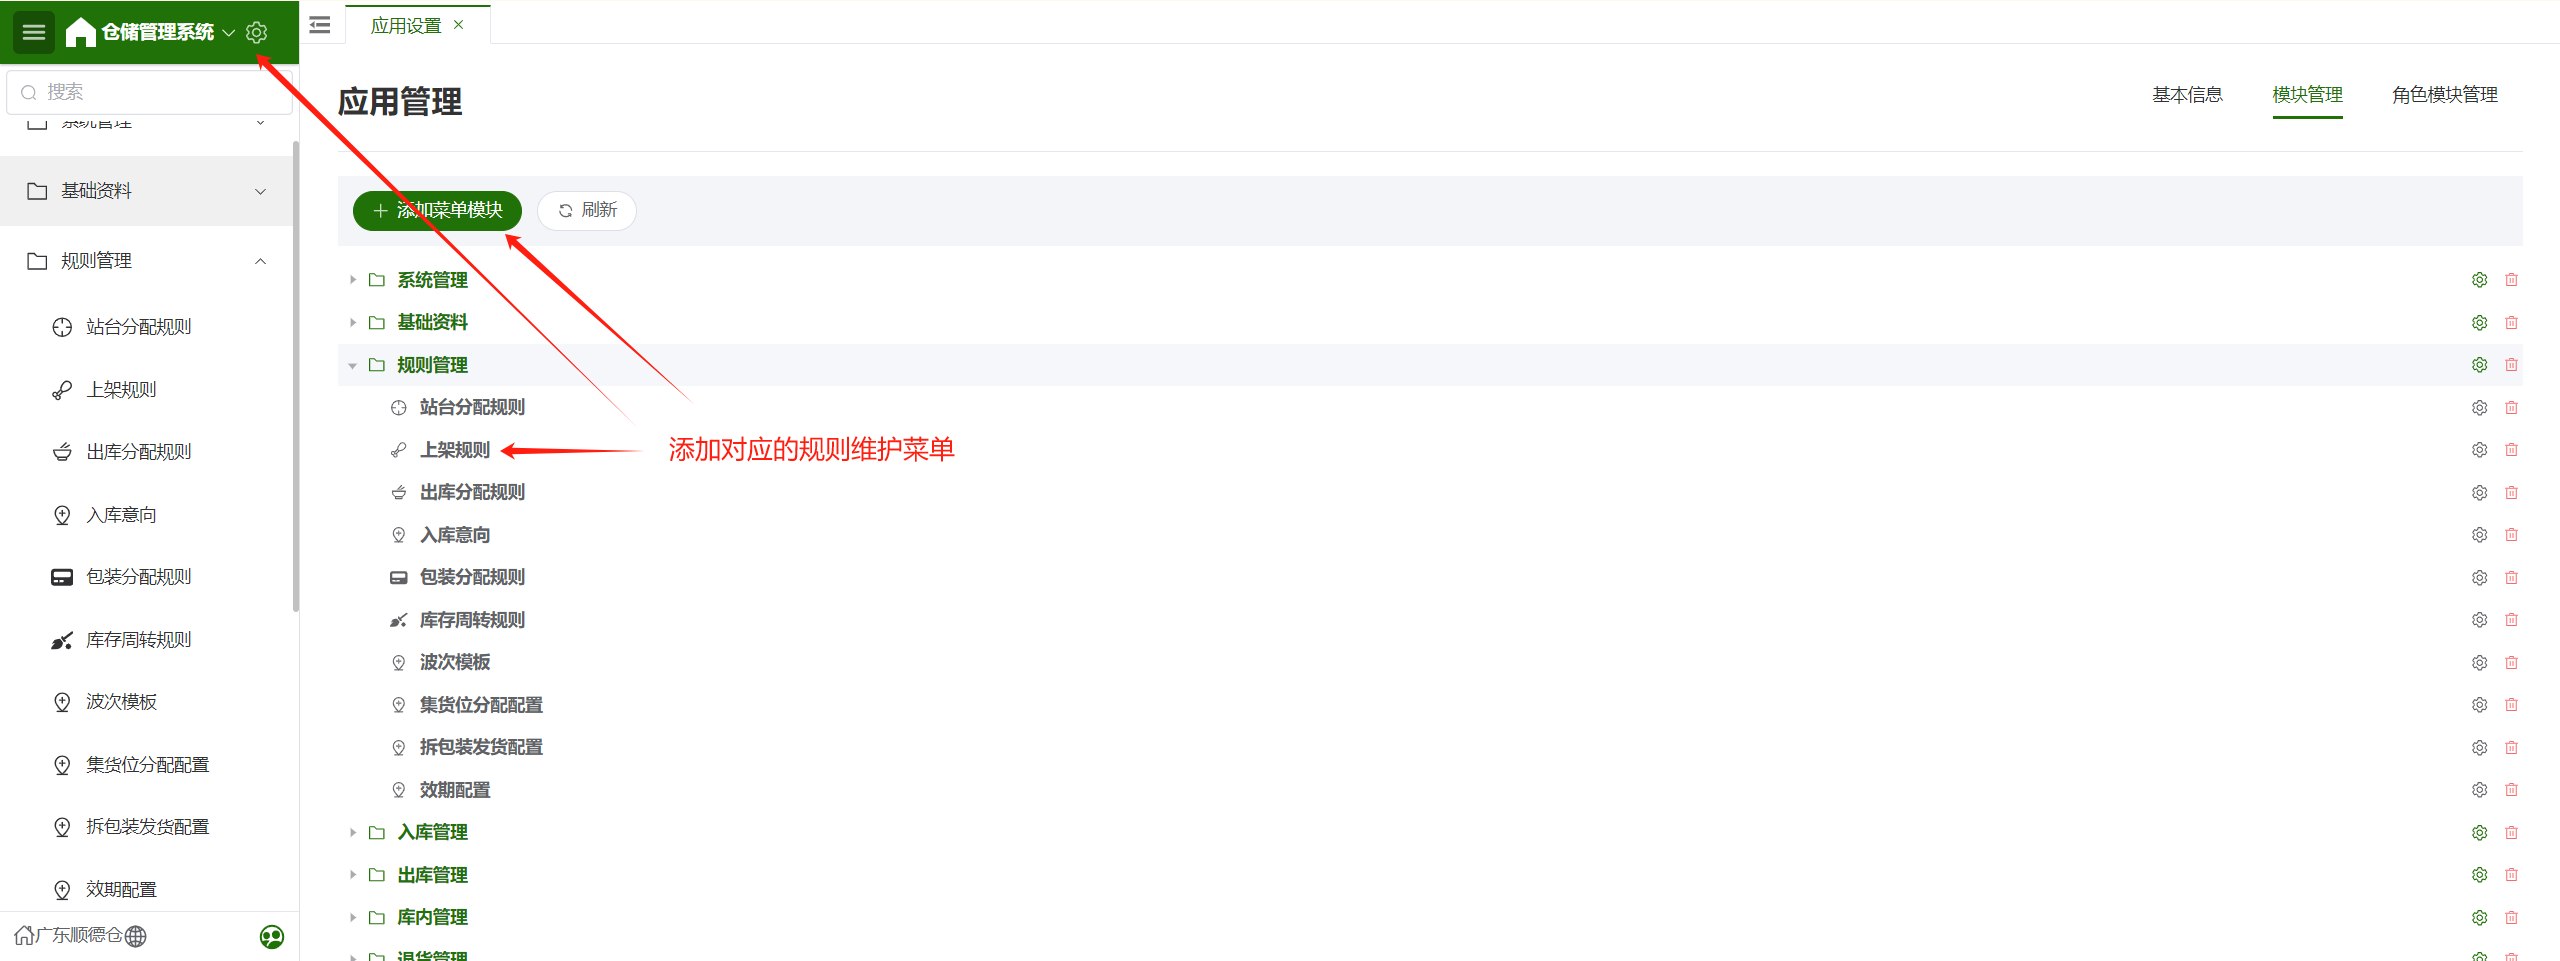 仓储管理系统
搜索
系统管理
基础资料
规则管理
站台分配规则
上架规则
出库分配规则
入库意向
包装分配规则
库存周转规则
波次模板
集货位分配配置
拆包装发货配置
效期配置
广东顺德仓
应用设置
应用管理
基本信息
模块管理
角色模块管理
添加菜单模块
刷新
系统管理
基础资料
规则管理
站台分配规则
上架规则
添加对应的规则维护菜单
出库分配规则
入库意向
包装分配规则
库存周转规则
波次模板
集货位分配配置
拆包装发货配置
效期配置
入库管理
出库管理
库内管理
退货管理